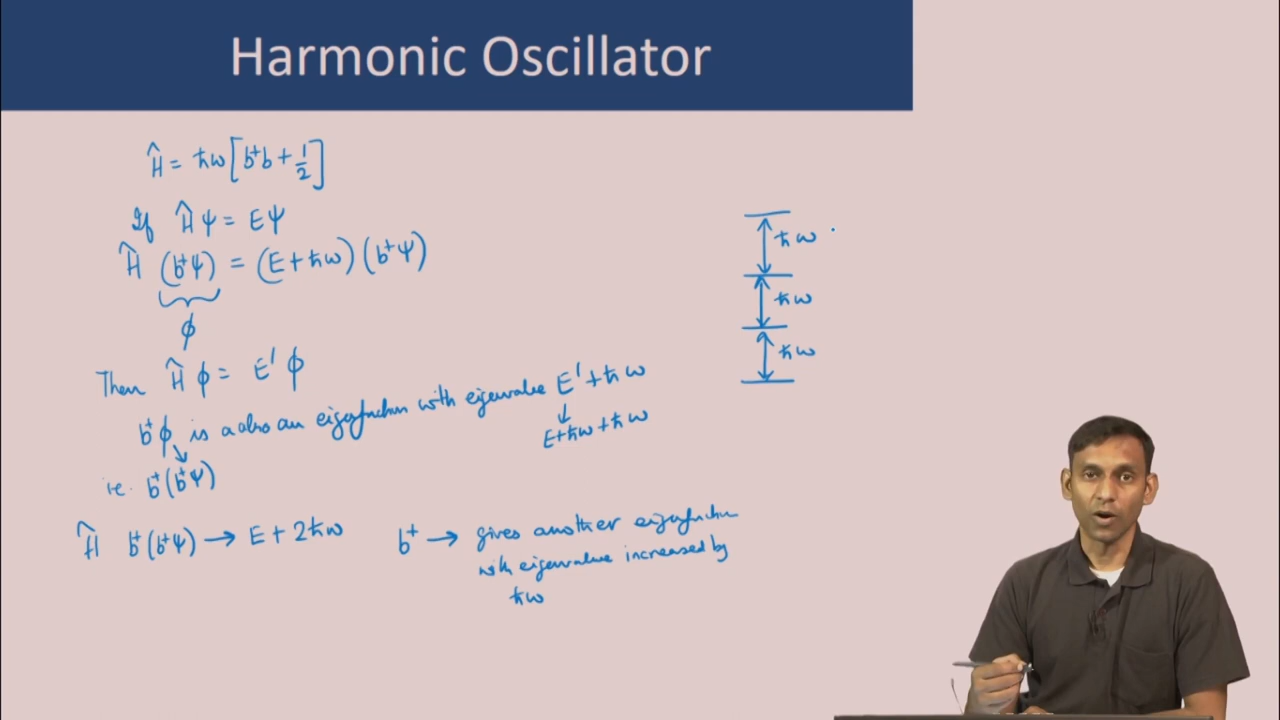 Harmonic Oscillator
Ĥ = ħω[b⁺b + 1/2]
If Ĥψ = Eψ
Ĥ (b⁺ψ) = (E + ħω)(b⁺ψ)
ϕ
Then Ĥϕ = E'ϕ
b⁺ϕ is a also an eigenfunction with eigenvalue E' + ħω
E+ħω+ħω
i.e. b⁺(b⁺ψ)
Ĥ b⁺(b⁺ψ) → E + 2ħω
b⁺ → gives another eigenfunction
with eigenvalue increased by
ħω
ħω
ħω
ħω